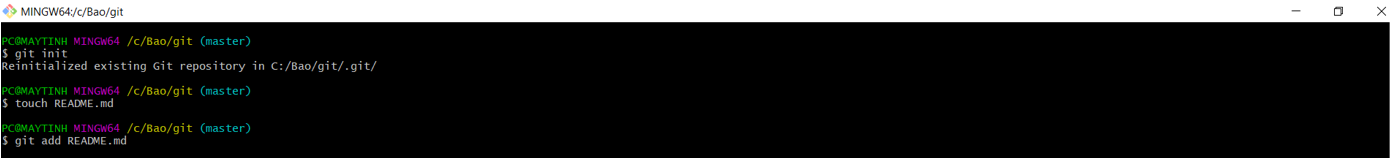 MINGW64:/c/Bao/git
PC@MAYTINH MINGW64 /c/Bao/git (master)
$ git init
Reinitialized existing Git repository in C:/Bao/git/.git/
PC@MAYTINH MINGW64 /c/Bao/git (master)
$ touch README.md
PC@MAYTINH MINGW64 /c/Bao/git (master)
$ git add README.md